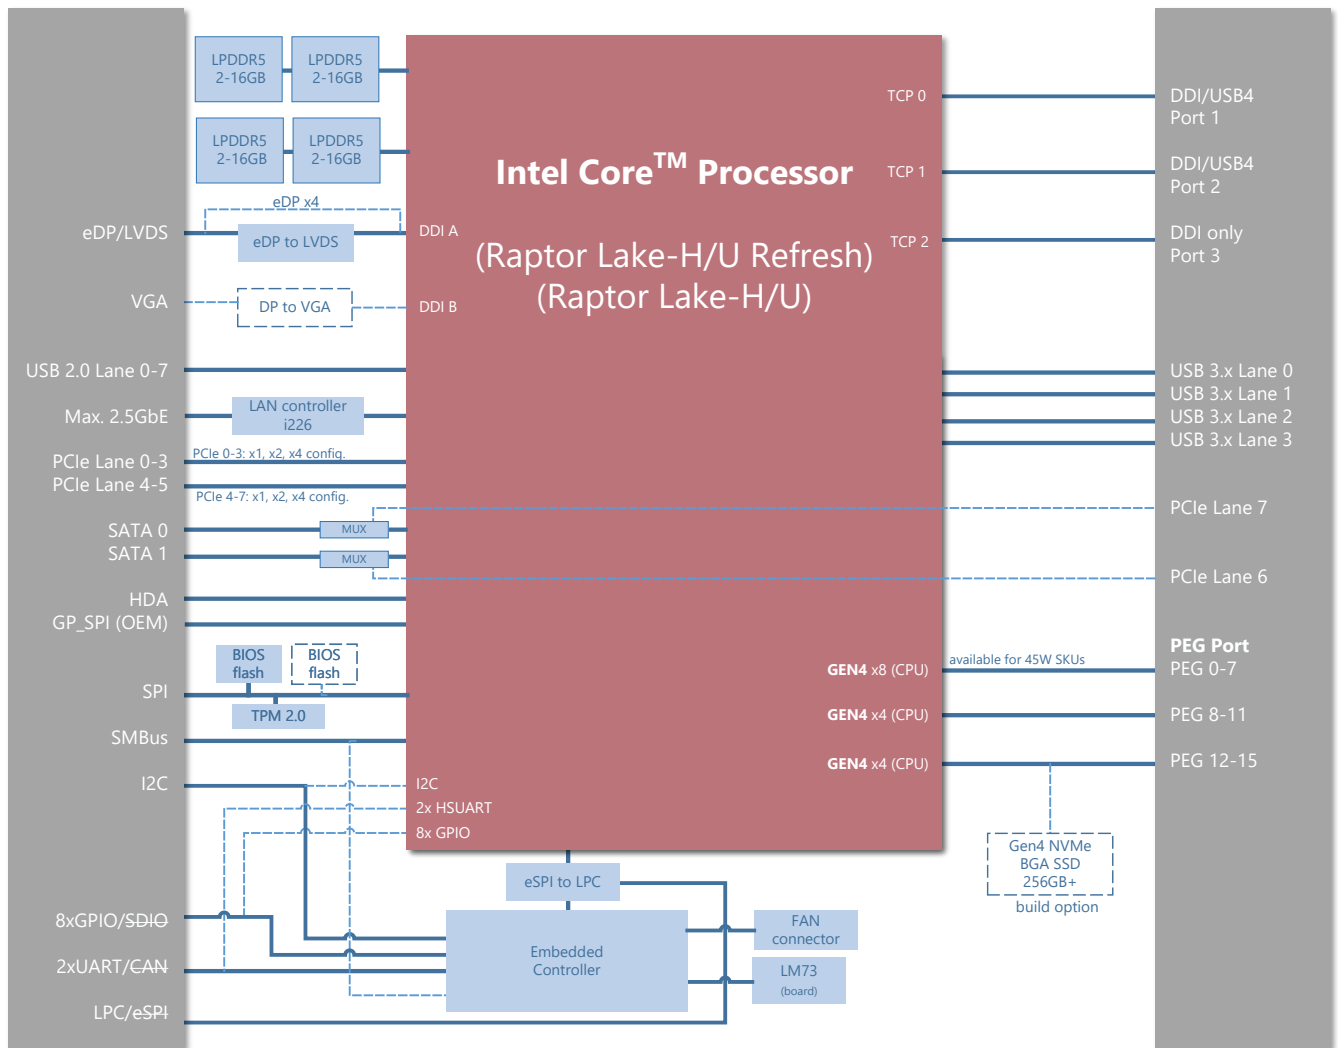 LPDDR5
2-16GB
LPDDR5
2-16GB
LPDDR5
2-16GB
LPDDR5
2-16GB
eDP x4
eDP/LVDS
eDP to LVDS
DDI A
VGA
DP to VGA
DDI B
USB 2.0 Lane 0-7
Max. 2.5GbE
LAN controller
i226
PCIe Lane 0-3
PCIe 0-3: x1, x2, x4 config.
PCIe Lane 4-5
PCIe 4-7: x1, x2, x4 config.
SATA 0
MUX
SATA 1
MUX
HDA
GP_SPI (OEM)
BIOS
flash
BIOS
flash
SPI
TPM 2.0
SMBus
I2C
I2C
2x HSUART
8x GPIO
8xGPIO/SDIO
2xUART/CAN
LPC/eSPI
Intel Core™ Processor
(Raptor Lake-H/U Refresh)
(Raptor Lake-H/U)
TCP 0
TCP 1
TCP 2
GEN4 x8 (CPU)
GEN4 x4 (CPU)
GEN4 x4 (CPU)
eSPI to LPC
Embedded
Controller
FAN
connector
LM73
(board)
DDI/USB4
Port 1
DDI/USB4
Port 2
DDI only
Port 3
USB 3.x Lane 0
USB 3.x Lane 1
USB 3.x Lane 2
USB 3.x Lane 3
PCIe Lane 7
PCIe Lane 6
PEG Port
available for 45W SKUs
PEG 0-7
PEG 8-11
PEG 12-15
Gen4 NVMe
BGA SSD
256GB+
build option